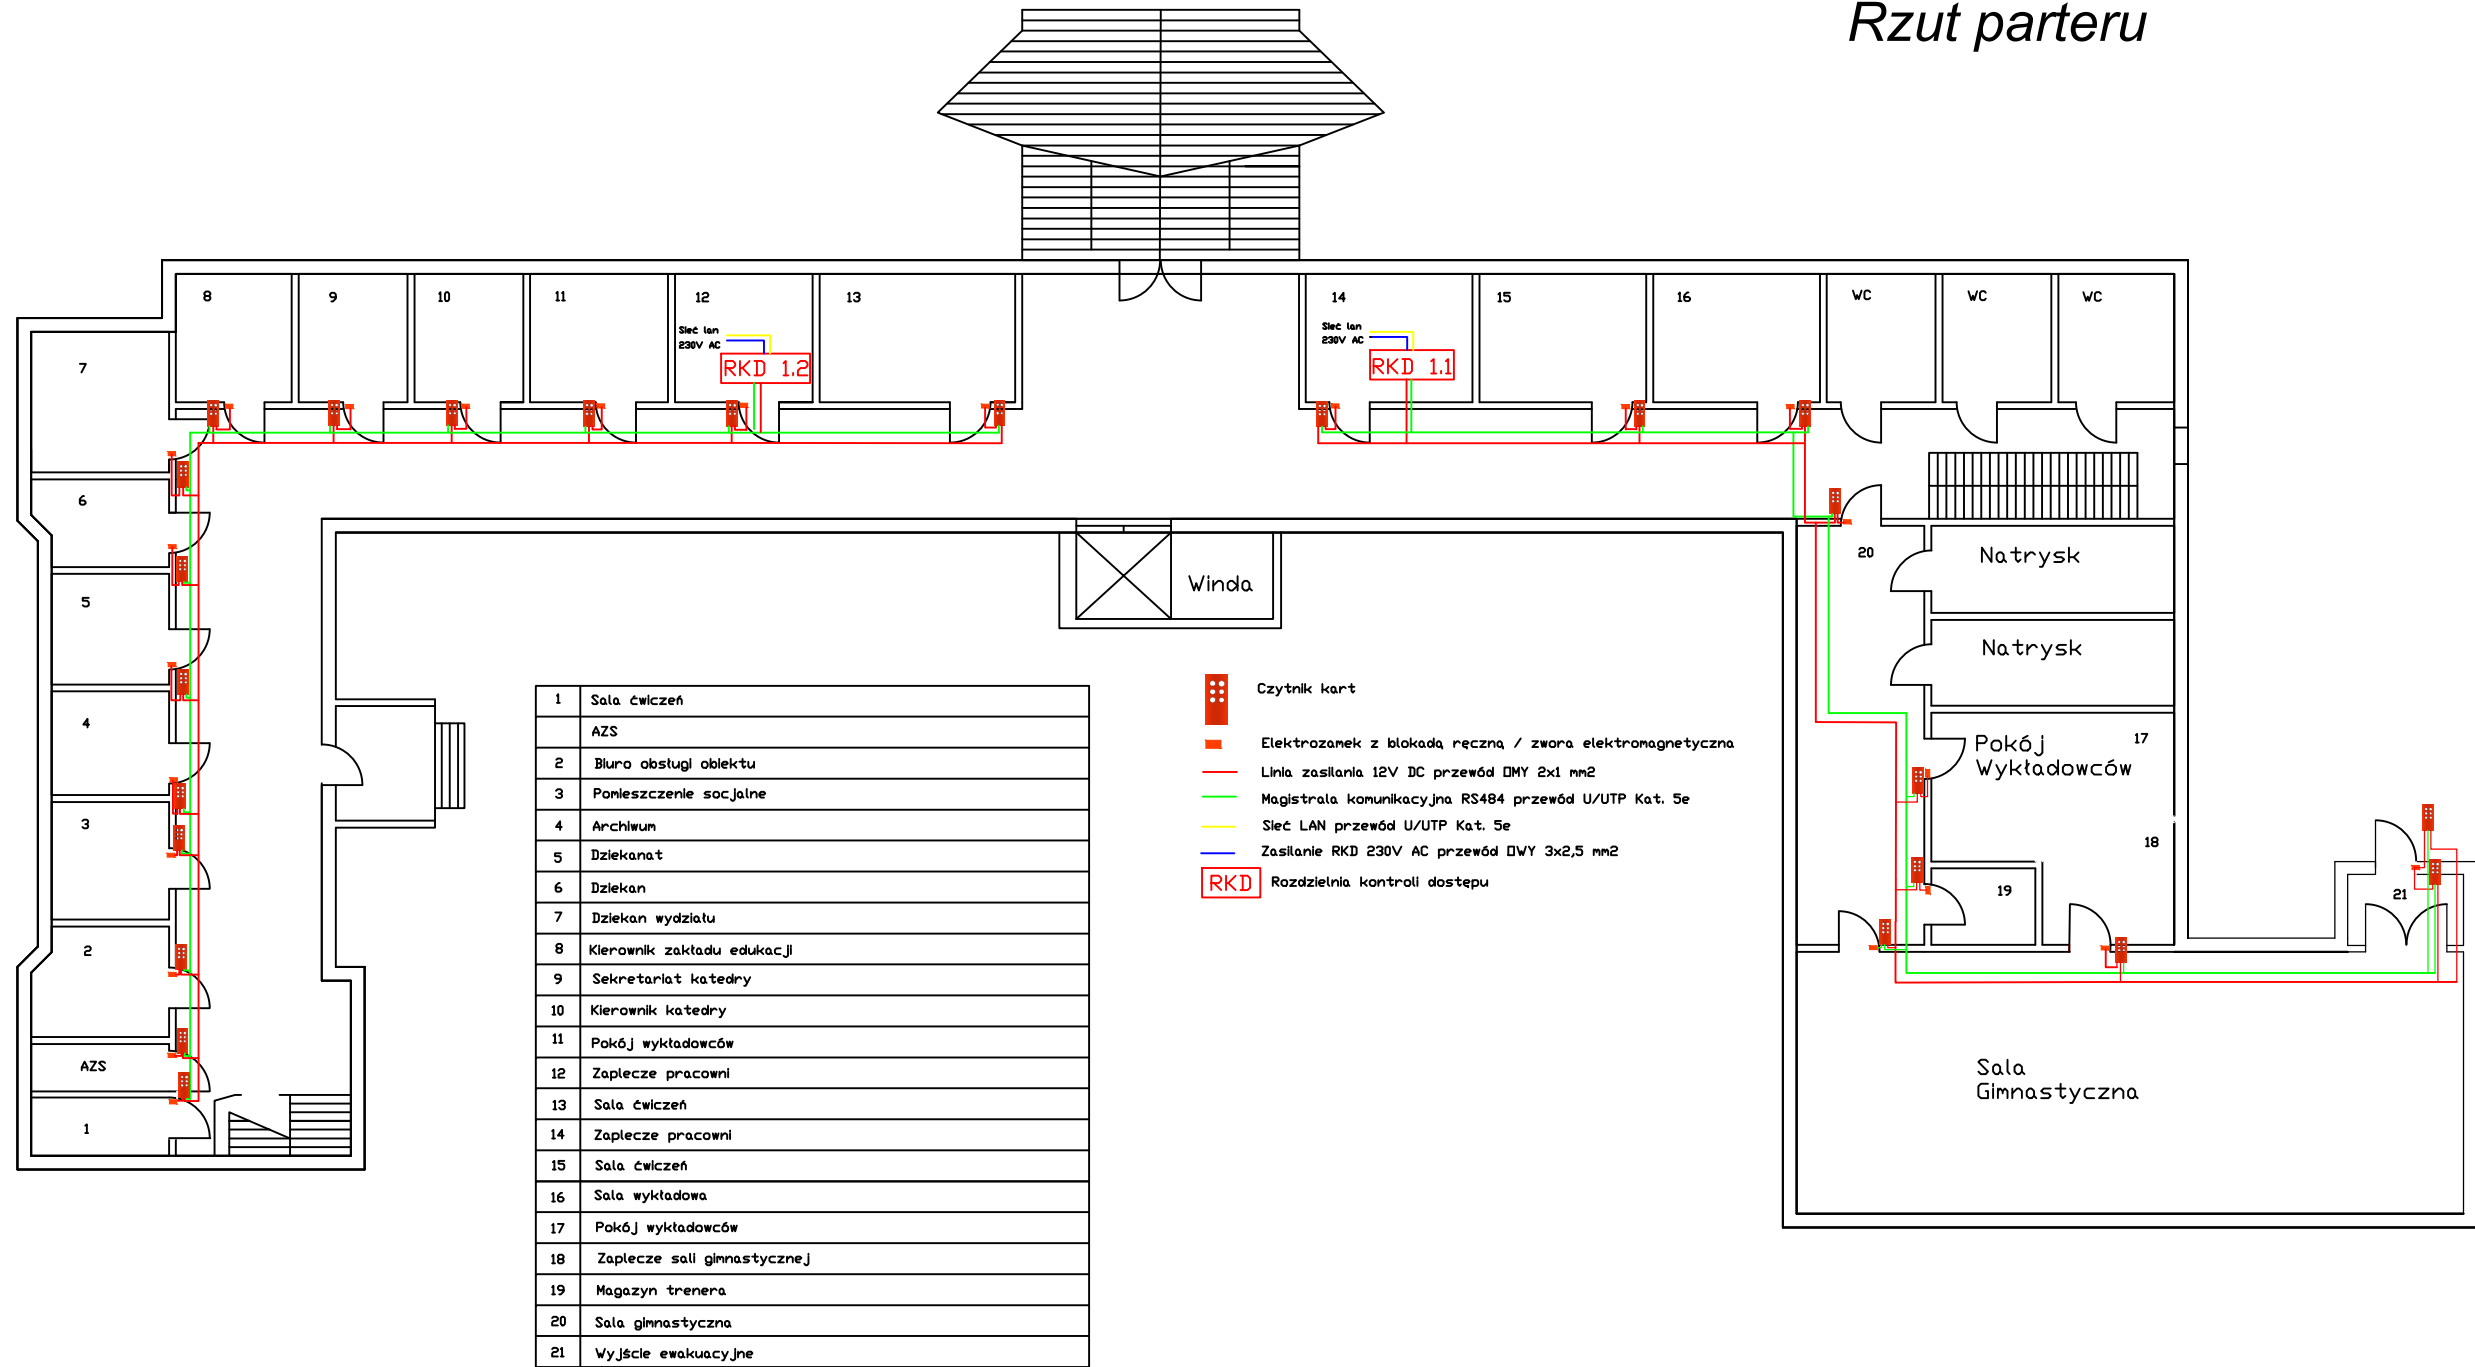 Rzut parteru
8
9
10
11
12
13
14
15
16
WC
WC
WC
Sieć lan
230V AC
RKD 1.2
Sieć lan
230V AC
RKD 1.1
7
6
5
4
3
2
AZS
1
Winda
20
Natrysk
Natrysk
Pokój
Wykładowców
17
18
19
21
Sala
Gimnastyczna
1 Sala ćwiczeń
AZS
2 Biuro obsługi obiektu
3 Pomieszczenie socjalne
4 Archiwum
5 Dziekanat
6 Dziekan
7 Dziekan wydziału
8 Kierownik zakładu edukacji
9 Sekretariat katedry
10 Kierownik katedry
11 Pokój wykładowców
12 Zaplecze pracowni
13 Sala ćwiczeń
14 Zaplecze pracowni
15 Sala ćwiczeń
16 Sala wykładowa
17 Pokój wykładowców
18 Zaplecze sali gimnastycznej
19 Magazyn trenera
20 Sala gimnastyczna
21 Wyjście ewakuacyjne
Czytnik kart
Elektrozamek z blokadą ręczną / zwora elektromagnetyczna
Linia zasilania 12V DC przewód □MY 2x1 mm2
Magistrala komunikacyjna RS484 przewód U/UTP Kat. 5e
Sieć LAN przewód U/UTP Kat. 5e
Zasilanie RKD 230V AC przewód □WY 3x2,5 mm2
RKD Rozdzielnia kontroli dostępu